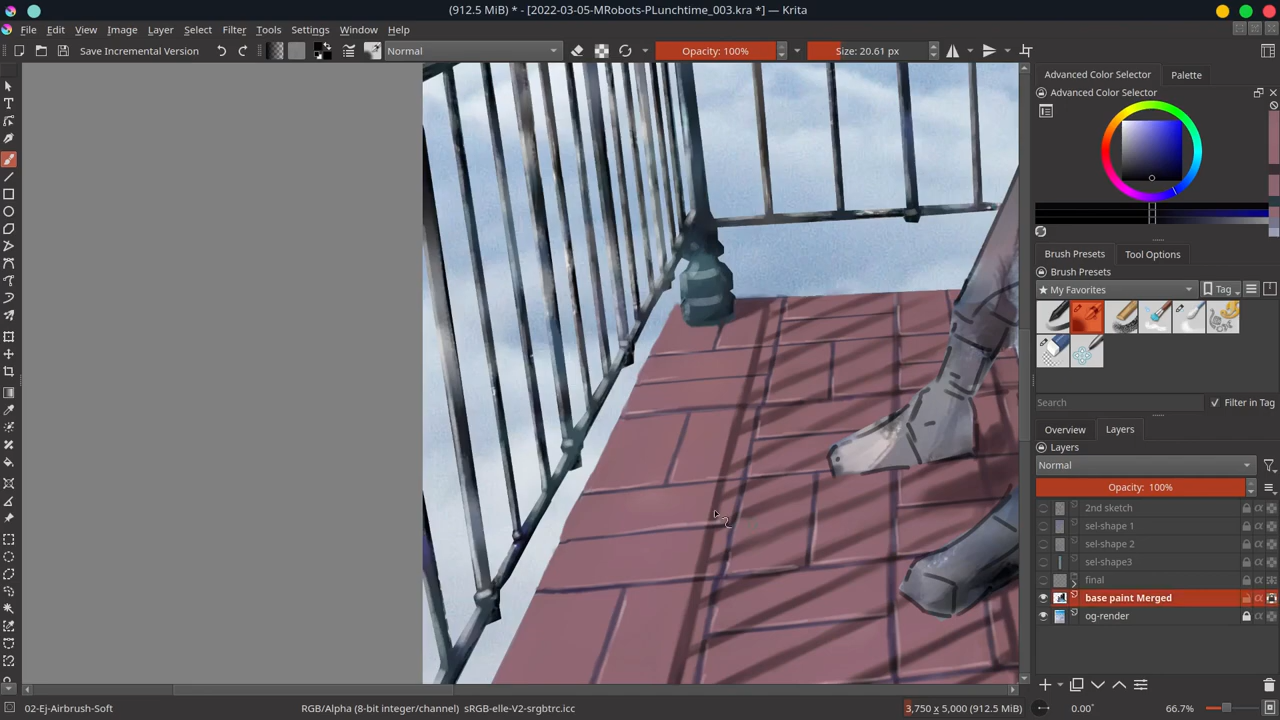 (912.5 MiB) * - [2022-03-05-MRobots-PLunchtime_003.kra *] — Krita
File Edit View Image Layer Select Filter Tools Settings Window Help
Save Incremental Version Normal Opacity: 100% Size: 20.61 px
Advanced Color Selector Palette
Advanced Color Selector
Brush Presets Tool Options
Brush Presets
My Favorites Tag
Search Filter in Tag
Overview Layers
Layers
Normal
Opacity: 100%
2nd sketch
sel-shape 1
sel-shape 2
sel-shape3
final
base paint Merged
og-render
02-Ej-Airbrush-Soft RGB/Alpha (8-bit integer/channel) sRGB-elle-V2-srgbtrc.icc 3,750 x 5,000 (912.5 MiB) 0.00° 66.7%